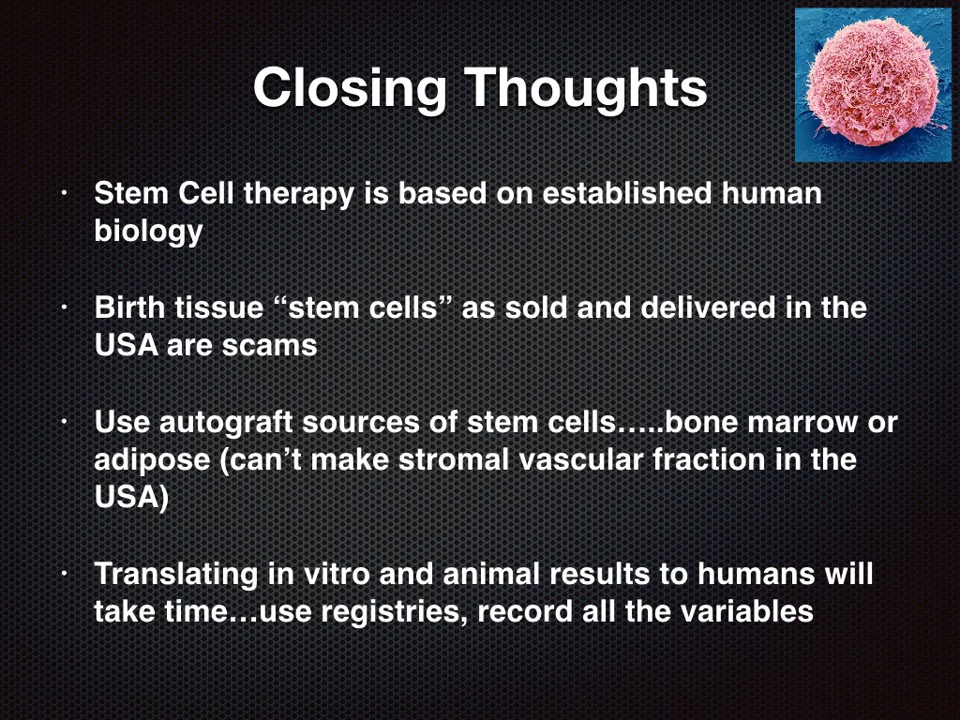 Closing Thoughts
· Stem Cell therapy is based on established human
biology
· Birth tissue “stem cells” as sold and delivered in the
USA are scams
· Use autograft sources of stem cells…..bone marrow or
adipose (can’t make stromal vascular fraction in the
USA)
· Translating in vitro and animal results to humans will
take time…use registries, record all the variables